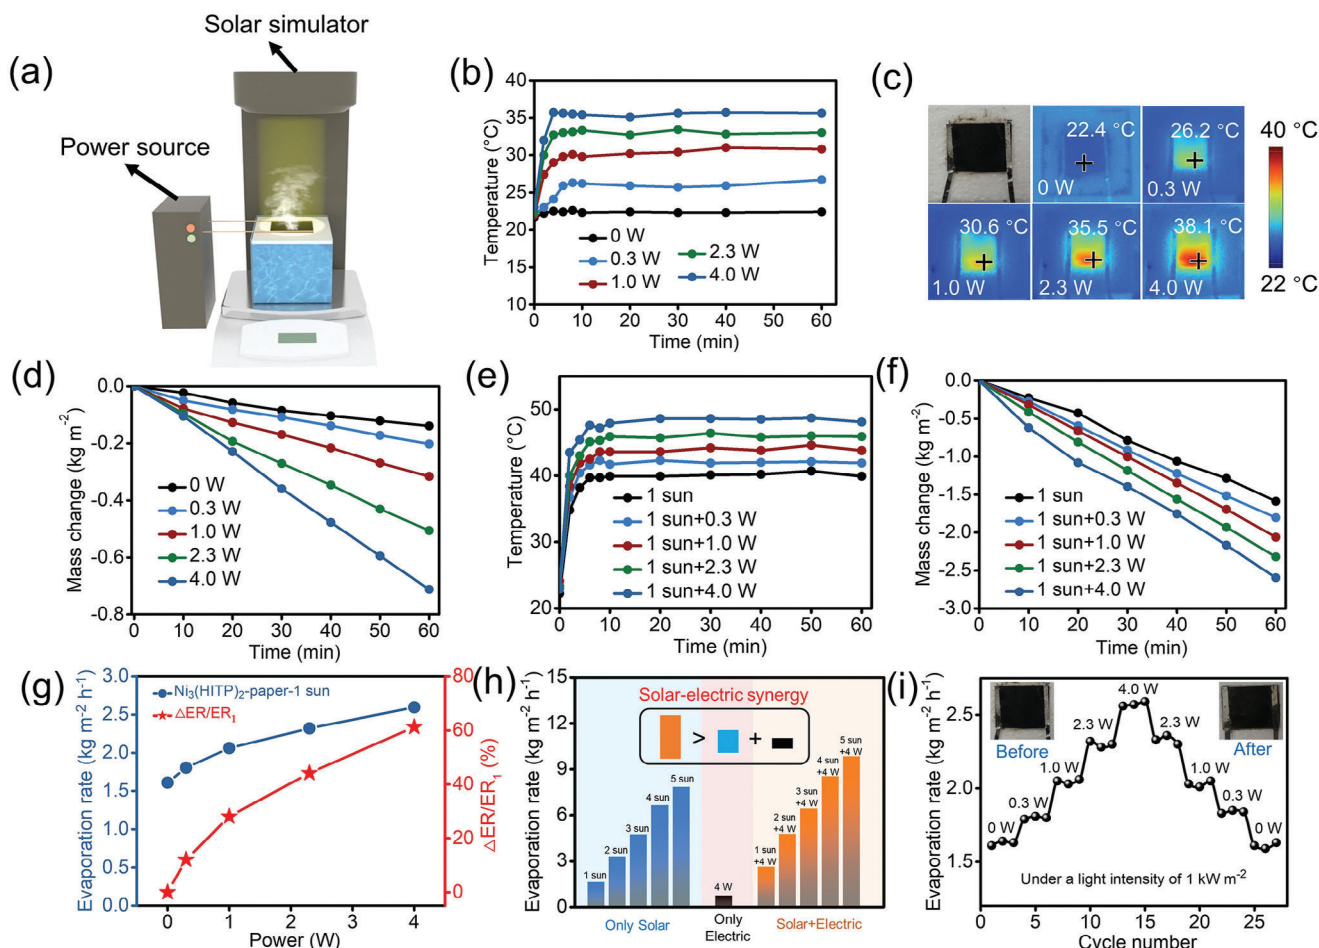 (a)
Solar simulator
Power source
(b)
Temperature (°C)
40
35
30
25
20
15
10
0 W
0.3 W
1.0 W
2.3 W
4.0 W
0 10 20 30 40 50 60
Time (min)
(c)
22.4 °C
0 W
26.2 °C
0.3 W
30.6 °C
1.0 W
35.5 °C
2.3 W
38.1 °C
4.0 W
40 °C
22 °C
(d)
Mass change (kg m-2)
0.0
-0.2
-0.4
-0.6
-0.8
0 W
0.3 W
1.0 W
2.3 W
4.0 W
0 10 20 30 40 50 60
Time (min)
(e)
Temperature (°C)
50
40
30
20
1 sun
1 sun+0.3 W
1 sun+1.0 W
1 sun+2.3 W
1 sun+4.0 W
0 10 20 30 40 50 60
Time (min)
(f)
Mass change (kg m-2)
0.0
-0.5
-1.0
-1.5
-2.0
-2.5
-3.0
1 sun
1 sun+0.3 W
1 sun+1.0 W
1 sun+2.3 W
1 sun+4.0 W
0 10 20 30 40 50 60
Time (min)
(g)
Evaporation rate (kg m-2 h-1)
3.0
2.5
2.0
1.5
1.0
0.5
0.0
Ni3(HITP)2-paper-1 sun
△ER/ER1
80
60
40
20
0
△ER/ER1 (%)
0 1 2 3 4
Power (W)
(h)
Evaporation rate (kg m-2 h-1)
15
12
9
6
3
0
Solar-electric synergy
> +
1 sun
2 sun
3 sun
4 sun
5 sun
4 W
1 sun
+4 W
2 sun
+4 W
3 sun
+4 W
4 sun
+4 W
5 sun
+4 W
Only Solar
Only
Electric
Solar+Electric
(i)
Evaporation rate (kg m-2 h-1)
2.5
2.0
1.5
Before
After
0 W
0.3 W
1.0 W
2.3 W
4.0 W
2.3 W
1.0 W
0.3 W
0 W
Under a light intensity of 1 kW m-2
0 5 10 15 20 25
Cycle number